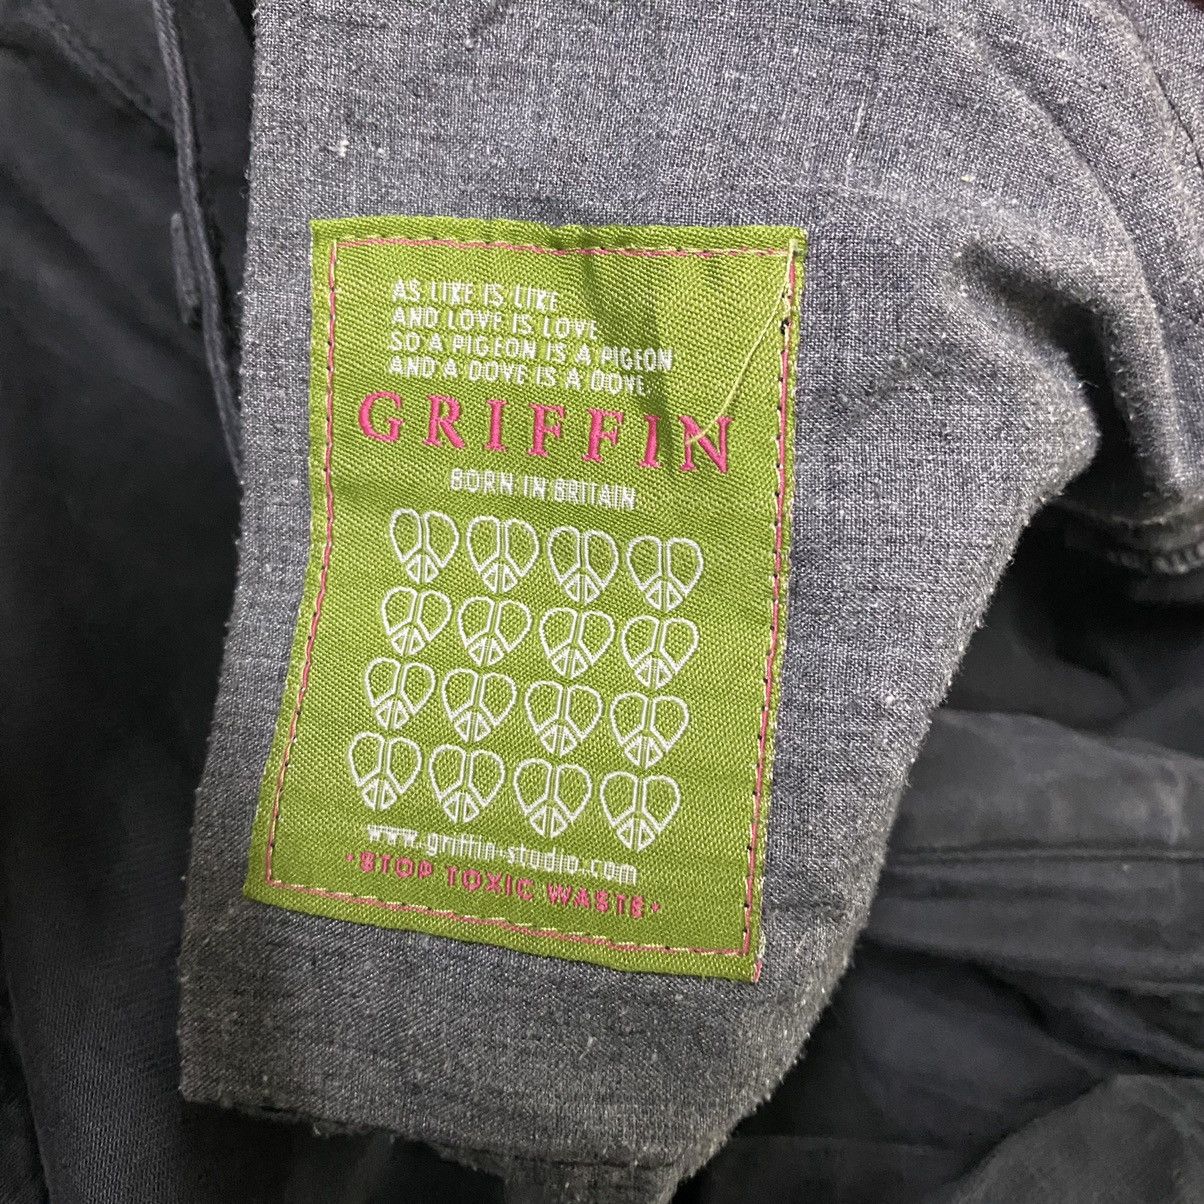 AS LIKE IS LIKE
AND LOVE IS LOVE
SO A PIGEON IS A PIGEON
AND A DOVE IS A DOVE
GRIFFIN
BORN IN BRITAIN
www.griffin-studio.com
•STOP TOXIC WASTE•